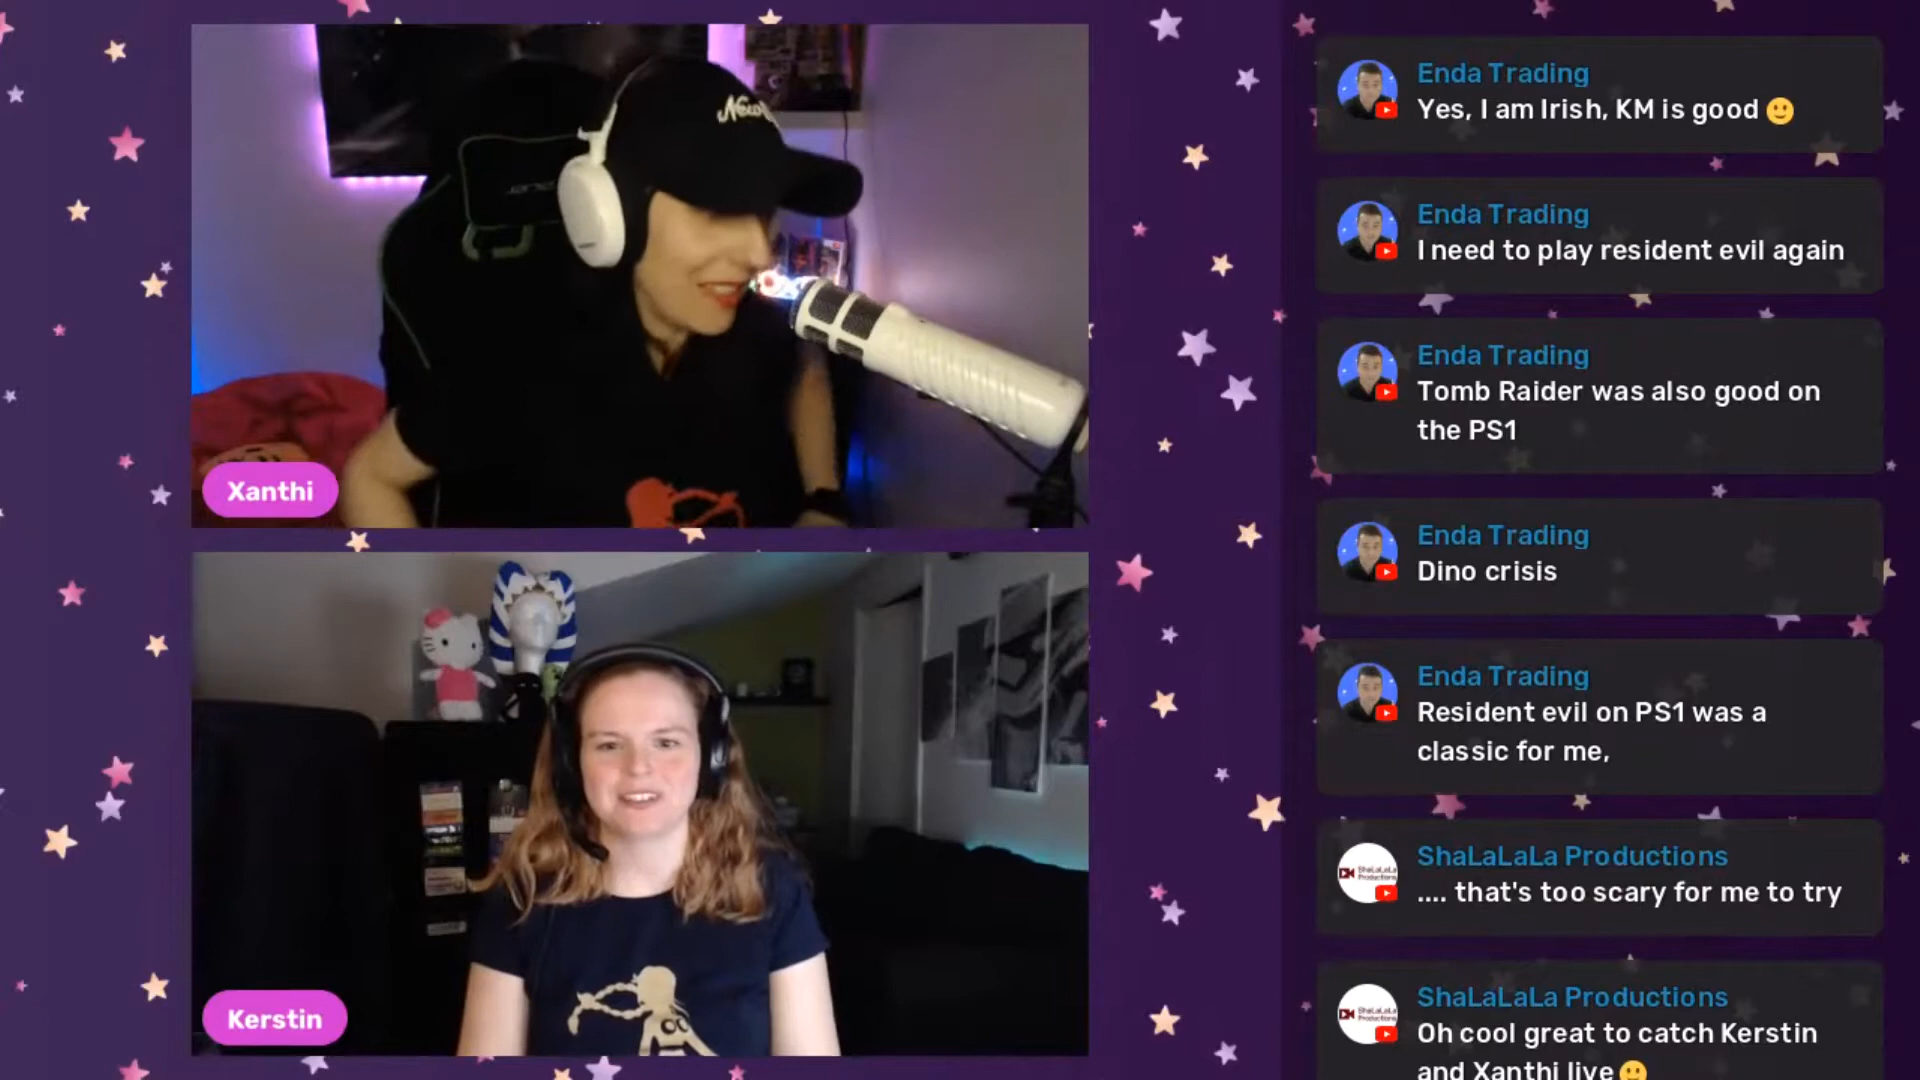 New
Xanthi
Kerstin
Enda Trading
Yes, I am Irish, KM is good 🙂
Enda Trading
I need to play resident evil again
Enda Trading
Tomb Raider was also good on
the PS1
Enda Trading
Dino crisis
Enda Trading
Resident evil on PS1 was a
classic for me,
ShaLaLaLa Productions
.... that's too scary for me to try
ShaLaLaLa Productions
Oh cool great to catch Kerstin
and Xanthi live 🙂